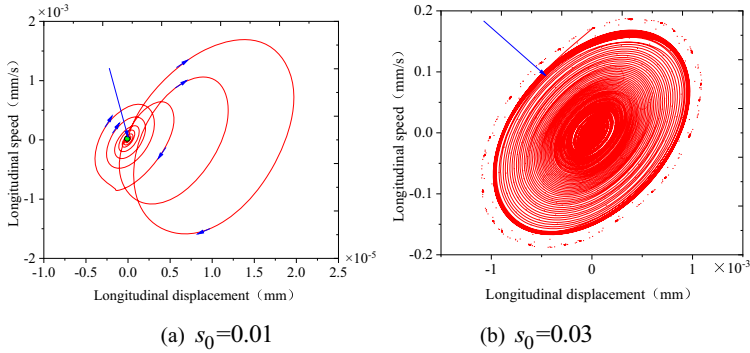 ×10⁻³
2
1
0
-1
-2
Longitudinal speed（mm/s）
-1.0 -0.5 0.0 0.5 1.0 1.5 2.0 2.5
×10⁻⁵
Longitudinal displacement（mm）
(a) s₀=0.01
0.2
0.1
0.0
-0.1
-0.2
Longitudinal speed（mm/s）
-1 0 1
×10⁻³
Longitudinal displacement（mm）
(b) s₀=0.03